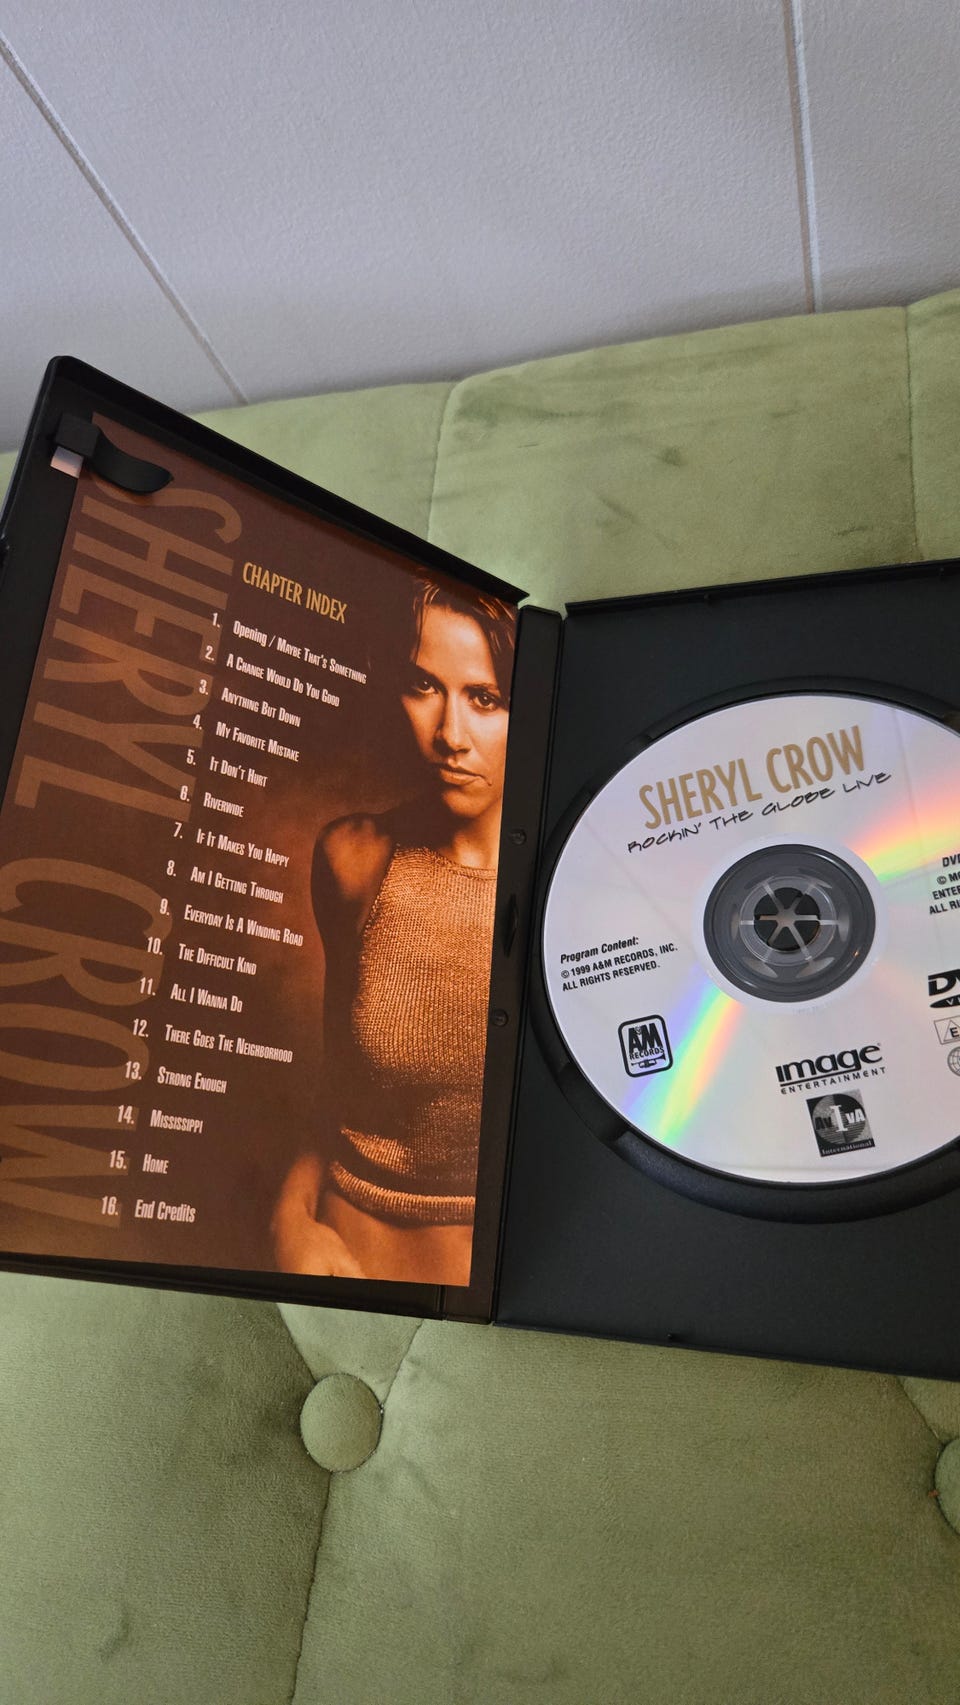 SHERYL CROW
CHAPTER INDEX
1. Opening / Maybe That's Something
2. A Change Would Do You Good
3. Anything But Down
4. My Favorite Mistake
5. It Don't Hurt
6. Riverwide
7. If It Makes You Happy
8. Am I Getting Through
9. Everyday Is A Winding Road
10. The Difficult Kind
11. All I Wanna Do
12. There Goes The Neighborhood
13. Strong Enough
14. Mississippi
15. Home
16. End Credits
SHERYL CROW
ROCKIN' THE GLOBE LIVE
Program Content:
© 1999 A&M RECORDS, INC.
ALL RIGHTS RESERVED.
A&M
RECORDS
image
ENTERTAINMENT
AVIVA
International